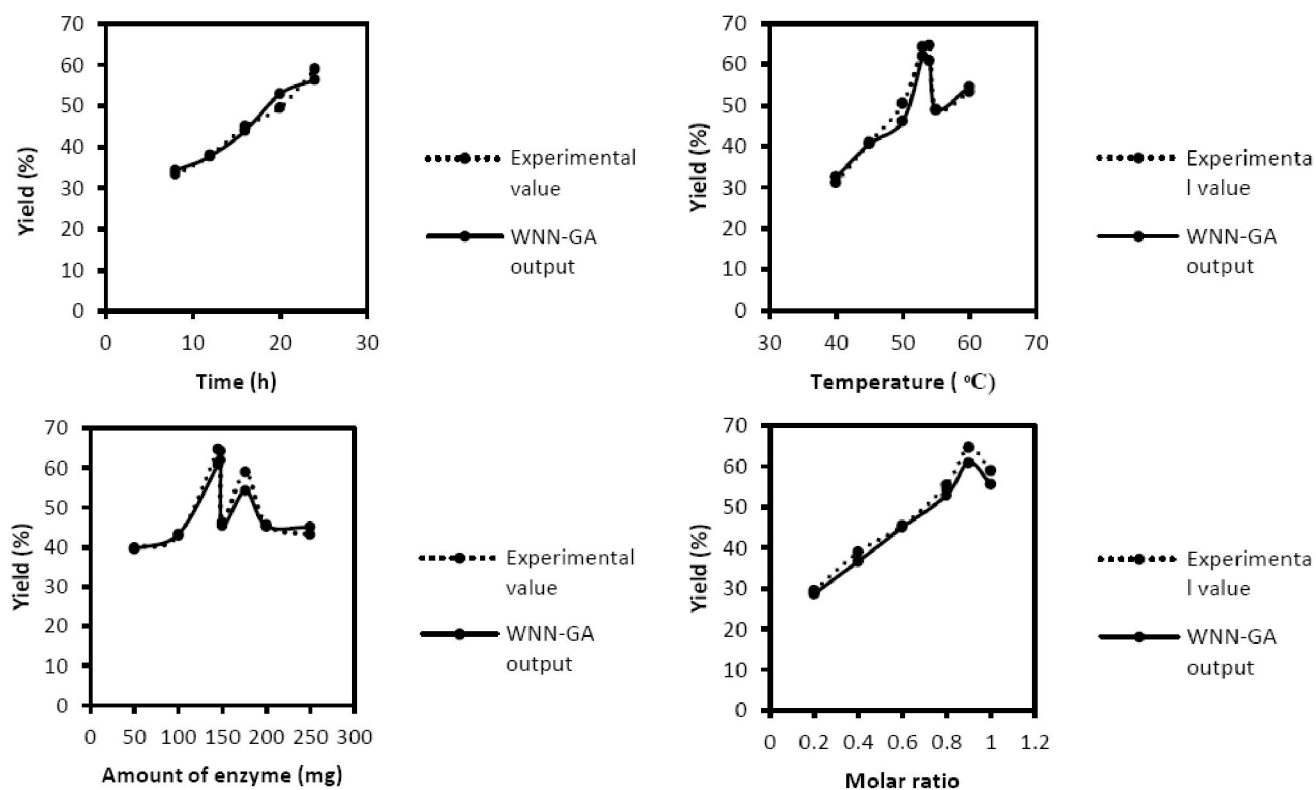 70
60
50
40
30
20
10
0
Yield (%)
0 10 20 30
Time (h)
Experimental
value
WNN-GA
output
70
60
50
40
30
20
10
0
Yield (%)
30 40 50 60 70
Temperature ( °C)
Experimenta
l value
WNN-GA
output
70
60
50
40
30
20
10
0
Yield (%)
0 50 100 150 200 250 300
Amount of enzyme (mg)
Experimental
value
WNN-GA
output
70
60
50
40
30
20
10
0
Yield (%)
0 0.2 0.4 0.6 0.8 1 1.2
Molar ratio
Experimenta
l value
WNN-GA
output